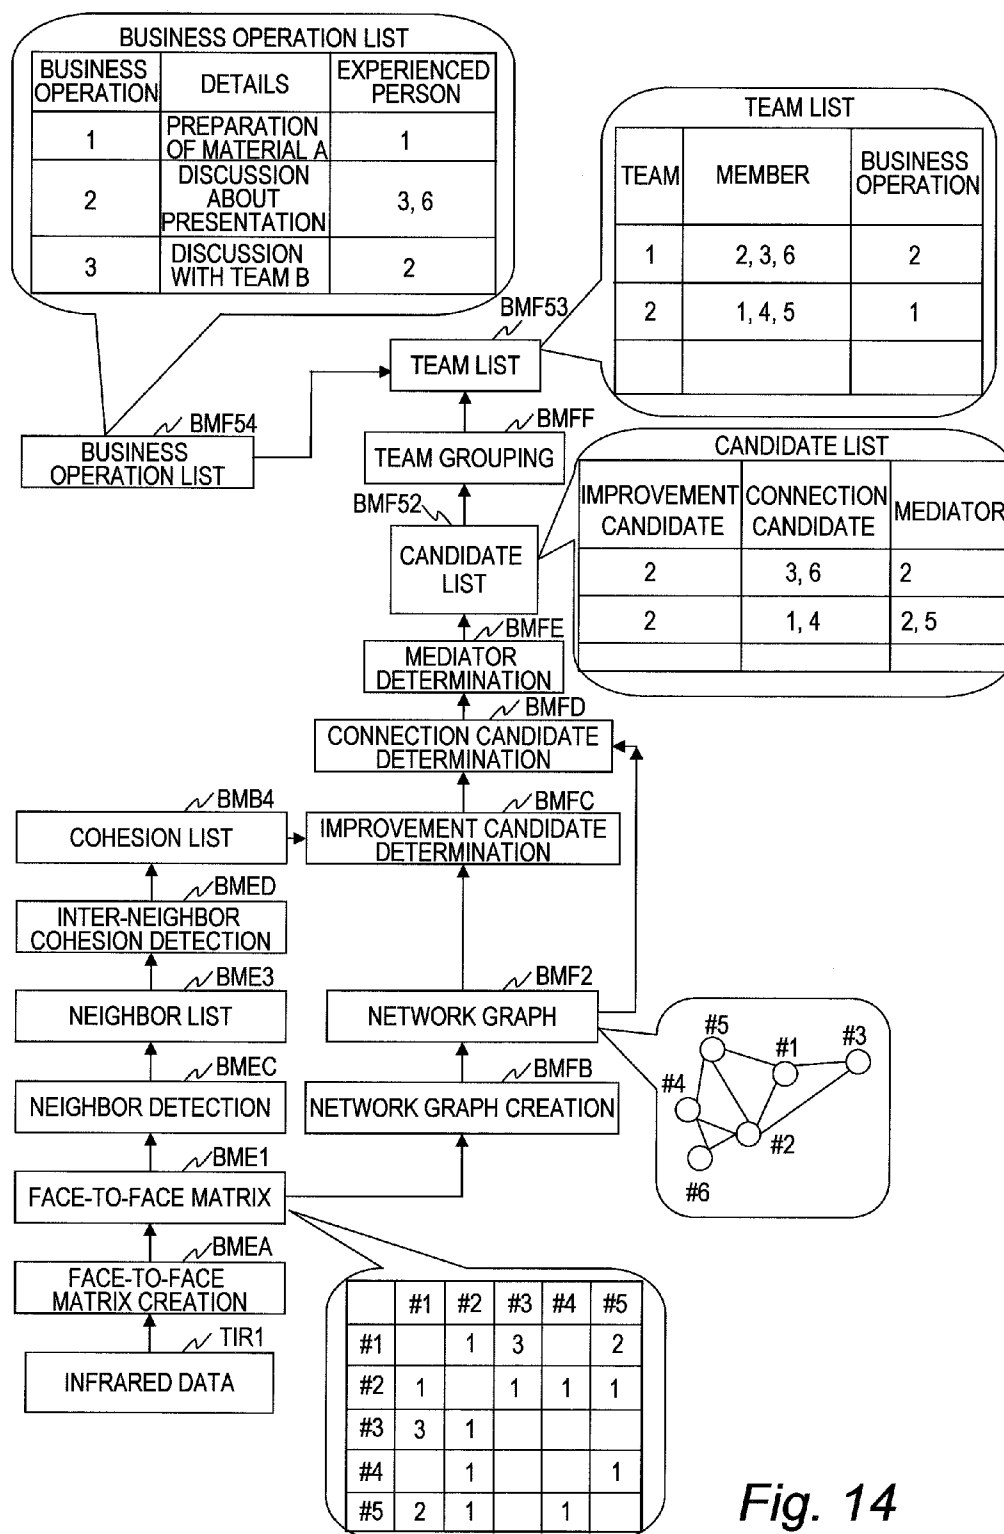 BUSINESS OPERATION LIST
BUSINESS OPERATION DETAILS EXPERIENCED PERSON
1 PREPARATION OF MATERIAL A 1
2 DISCUSSION ABOUT PRESENTATION 3, 6
3 DISCUSSION WITH TEAM B 2
TEAM LIST
TEAM MEMBER BUSINESS OPERATION
1 2, 3, 6 2
2 1, 4, 5 1
BMF53
TEAM LIST
BMF54
BUSINESS OPERATION LIST
BMFF
TEAM GROUPING
CANDIDATE LIST
IMPROVEMENT CANDIDATE CONNECTION CANDIDATE MEDIATOR
2 3, 6 2
2 1, 4 2, 5
BMF52
CANDIDATE LIST
BMFE
MEDIATOR DETERMINATION
BMFD
CONNECTION CANDIDATE DETERMINATION
BMB4
COHESION LIST
BMFC
IMPROVEMENT CANDIDATE DETERMINATION
BMED
INTER-NEIGHBOR COHESION DETECTION
BME3
NEIGHBOR LIST
BMF2
NETWORK GRAPH
#5
#1
#3
#4
#2
#6
BMEC
NEIGHBOR DETECTION
BMFB
NETWORK GRAPH CREATION
BME1
FACE-TO-FACE MATRIX
BMEA
FACE-TO-FACE MATRIX CREATION
TIR1
INFRARED DATA
#1 #2 #3 #4 #5
#1 1 3 2
#2 1 1 1 1
#3 3 1
#4 1 1
#5 2 1 1
Fig. 14